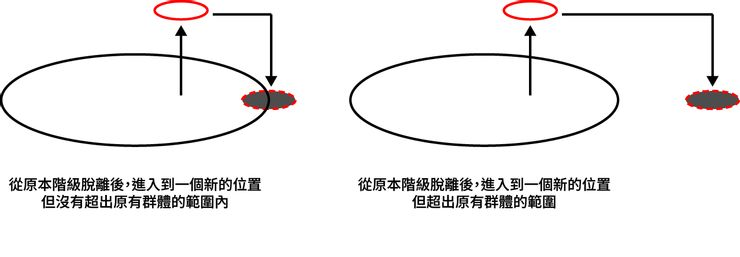 從原本階級脫離後，進入到一個新的位置
但沒有超出原有群體的範圍內
從原本階級脫離後，進入到一個新的位置
但超出原有群體的範圍